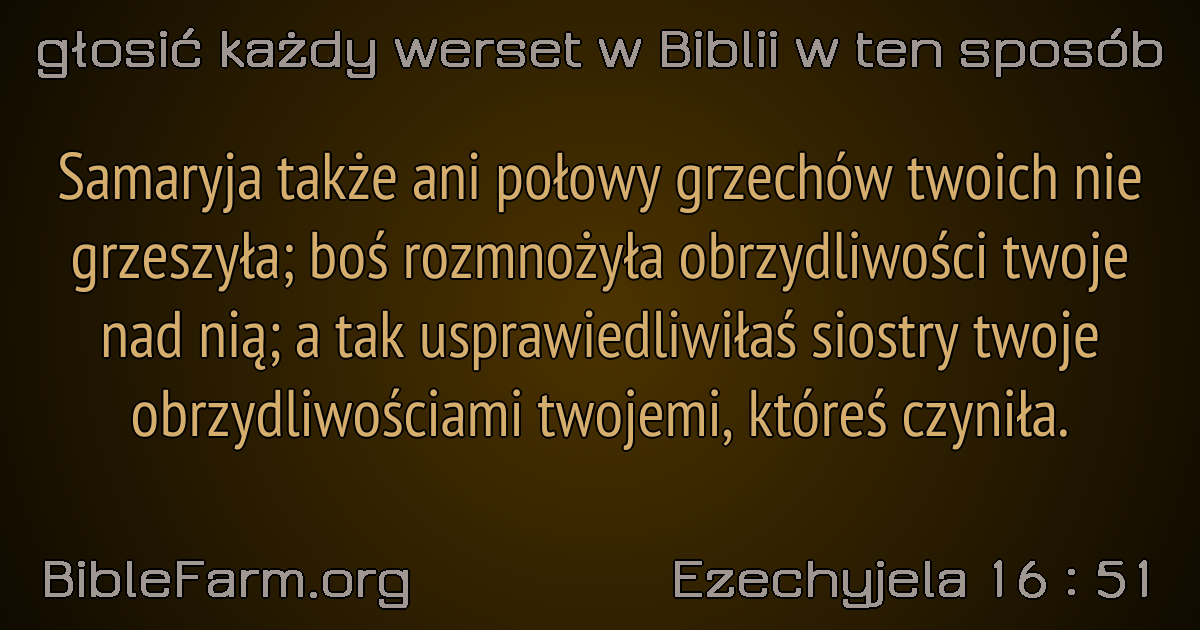 głosić każdy werset w Biblii w ten sposób
Samaryja także ani połowy grzechów twoich nie
grzeszyła; boś rozmnożyła obrzydliwości twoje
nad nią; a tak usprawiedliwiłaś siostry twoje
obrzydliwościami twojemi, któreś czyniła.
BibleFarm.org
Ezechyjela 16 : 51